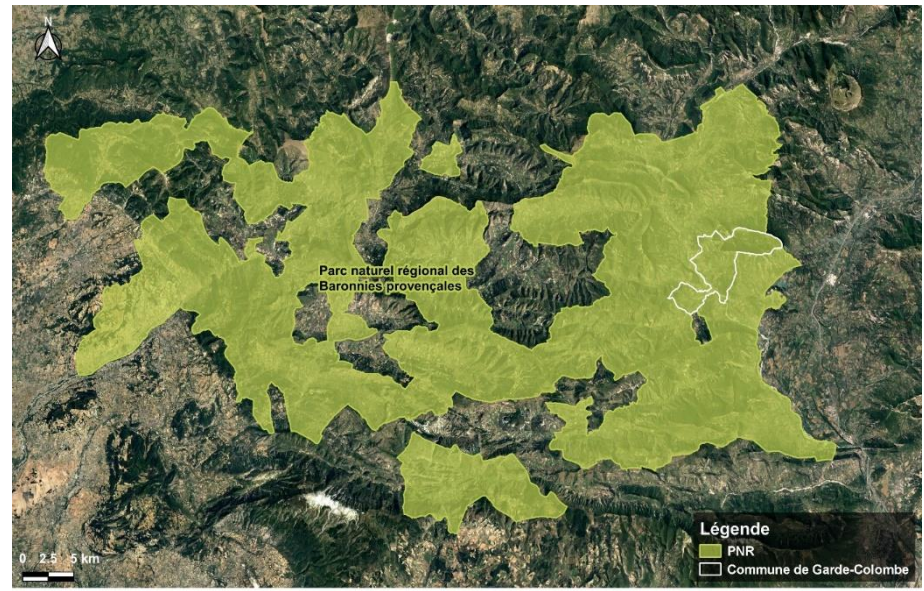 N
Parc naturel régional des
Baronnies provençales
0 2.5 5 km
Légende
PNR
Commune de Garde-Colombe